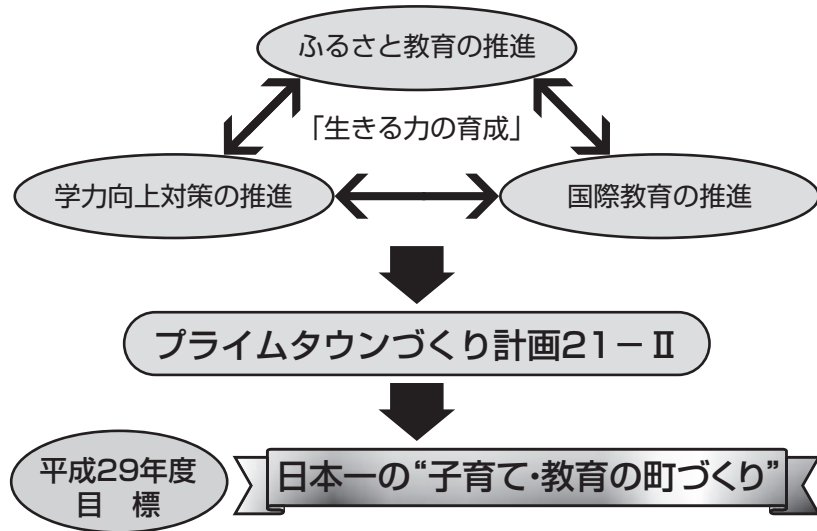 ふるさと教育の推進
「生きる力の育成」
学力向上対策の推進
国際教育の推進
プライムタウンづくり計画21－Ⅱ
平成29年度
目　標
日本一の“子育て・教育の町づくり”